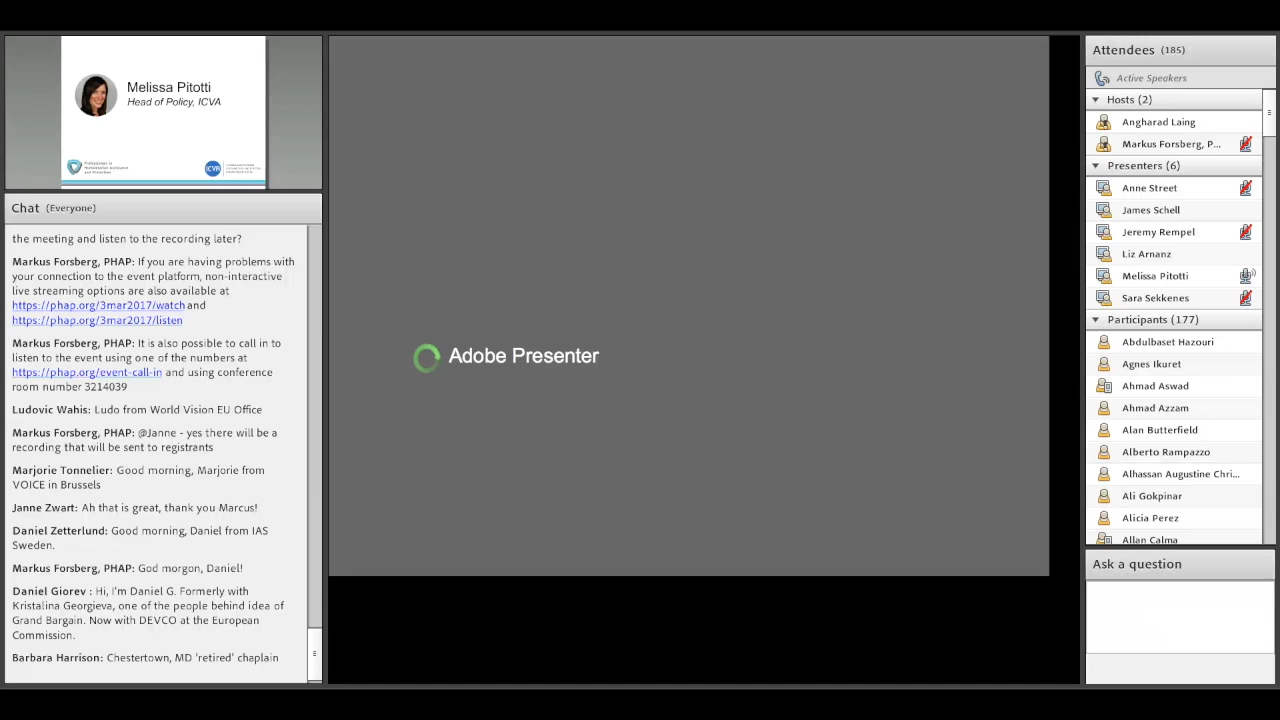 Melissa Pitotti
Head of Policy, ICVA
Professionals in
Humanitarian Assistance
and Protection
ICVA
Chat (Everyone)
the meeting and listen to the recording later?
Markus Forsberg, PHAP: If you are having problems with
your connection to the event platform, non-interactive
live streaming options are also available at
https://phap.org/3mar2017/watch and
https://phap.org/3mar2017/listen
Markus Forsberg, PHAP: It is also possible to call in to
listen to the event using one of the numbers at
https://phap.org/event-call-in and using conference
room number 3214039
Ludovic Wahis: Ludo from World Vision EU Office
Markus Forsberg, PHAP: @Janne - yes there will be a
recording that will be sent to registrants
Marjorie Tonnelier: Good morning, Marjorie from
VOICE in Brussels
Janne Zwart: Ah that is great, thank you Marcus!
Daniel Zetterlund: Good morning, Daniel from IAS
Sweden.
Markus Forsberg, PHAP: God morgon, Daniel!
Daniel Giorev : Hi, I'm Daniel G. Formerly with
Kristalina Georgieva, one of the people behind idea of
Grand Bargain. Now with DEVCO at the European
Commission.
Barbara Harrison: Chestertown, MD 'retired' chaplain
Adobe Presenter
Attendees (185)
Active Speakers
Hosts (2)
Angharad Laing
Markus Forsberg, P...
Presenters (6)
Anne Street
James Schell
Jeremy Rempel
Liz Arnanz
Melissa Pitotti
Sara Sekkenes
Participants (177)
Abdulbaset Hazouri
Agnes Ikuret
Ahmad Aswad
Ahmad Azzam
Alan Butterfield
Alberto Rampazzo
Alhassan Augustine Chri...
Ali Gokpinar
Alicia Perez
Allan Calma
Ask a question